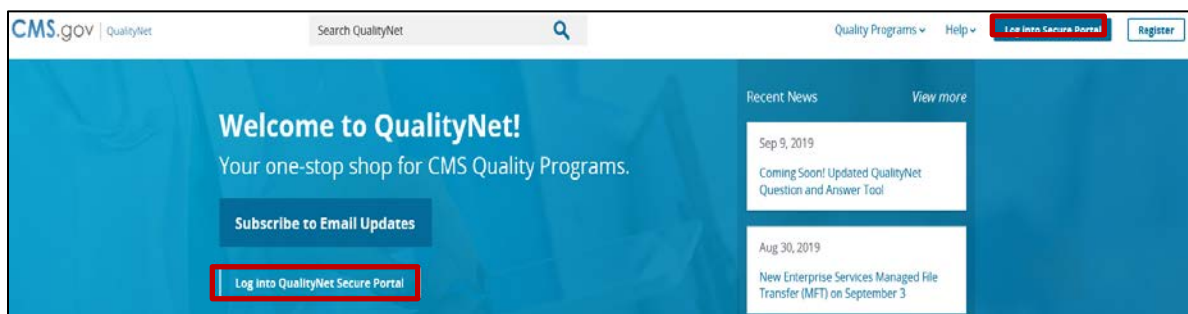 CMS.gov | QualityNet
Search QualityNet
Quality Programs
Help
Log into Secure Portal
Register
Welcome to QualityNet!
Your one-stop shop for CMS Quality Programs.
Subscribe to Email Updates
Log into QualityNet Secure Portal
Recent News
View more
Sep 9, 2019
Coming Soon! Updated QualityNet
Question and Answer Tool
Aug 30, 2019
New Enterprise Services Managed File
Transfer (MFT) on September 3